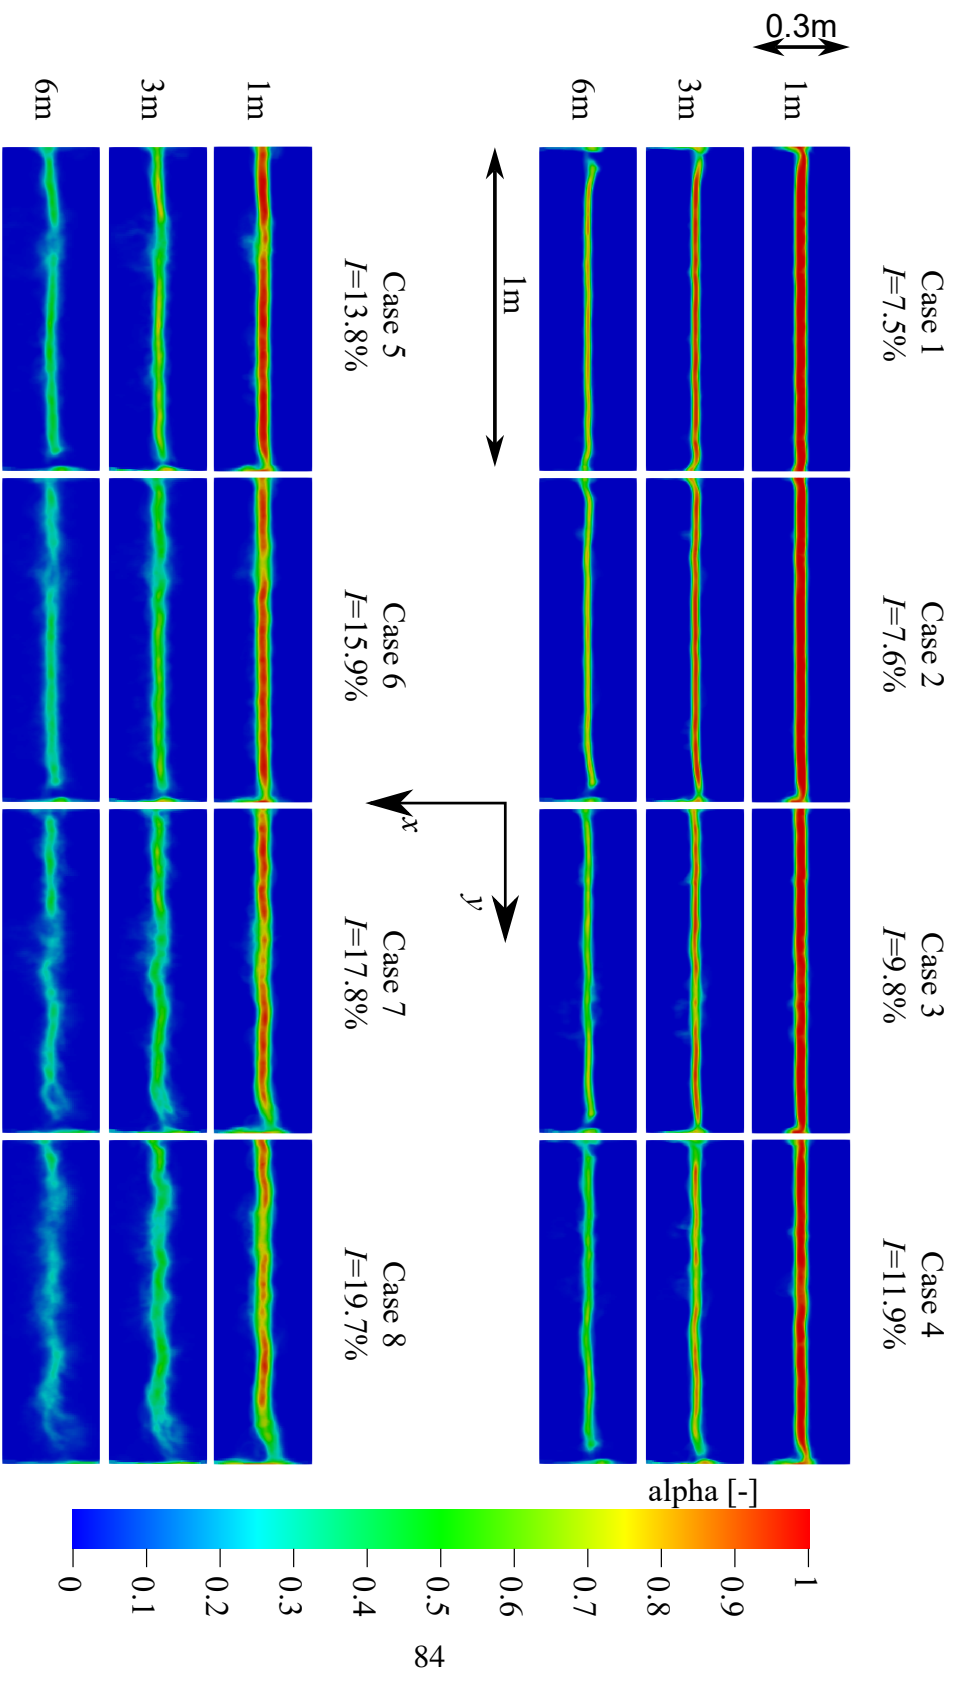 0.3m
Case 1
I=7.5%
Case 2
I=7.6%
Case 3
I=9.8%
Case 4
I=11.9%
1m
3m
6m
1m
x
y
Case 5
I=13.8%
Case 6
I=15.9%
Case 7
I=17.8%
Case 8
I=19.7%
1m
3m
6m
alpha [-]
0
0.1
0.2
0.3
0.4
0.5
0.6
0.7
0.8
0.9
1
84